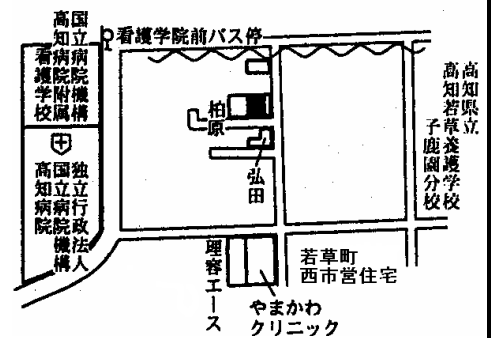 国立病院機構
高知病院附属
看護学校
看護学院前バス停
高知県立
高知若草養護学校
子鹿園分校
柏原
弘田
独立行政法人
国立病院機構
高知病院
理容エース
若草町
西市営住宅
やまかわ
クリニック